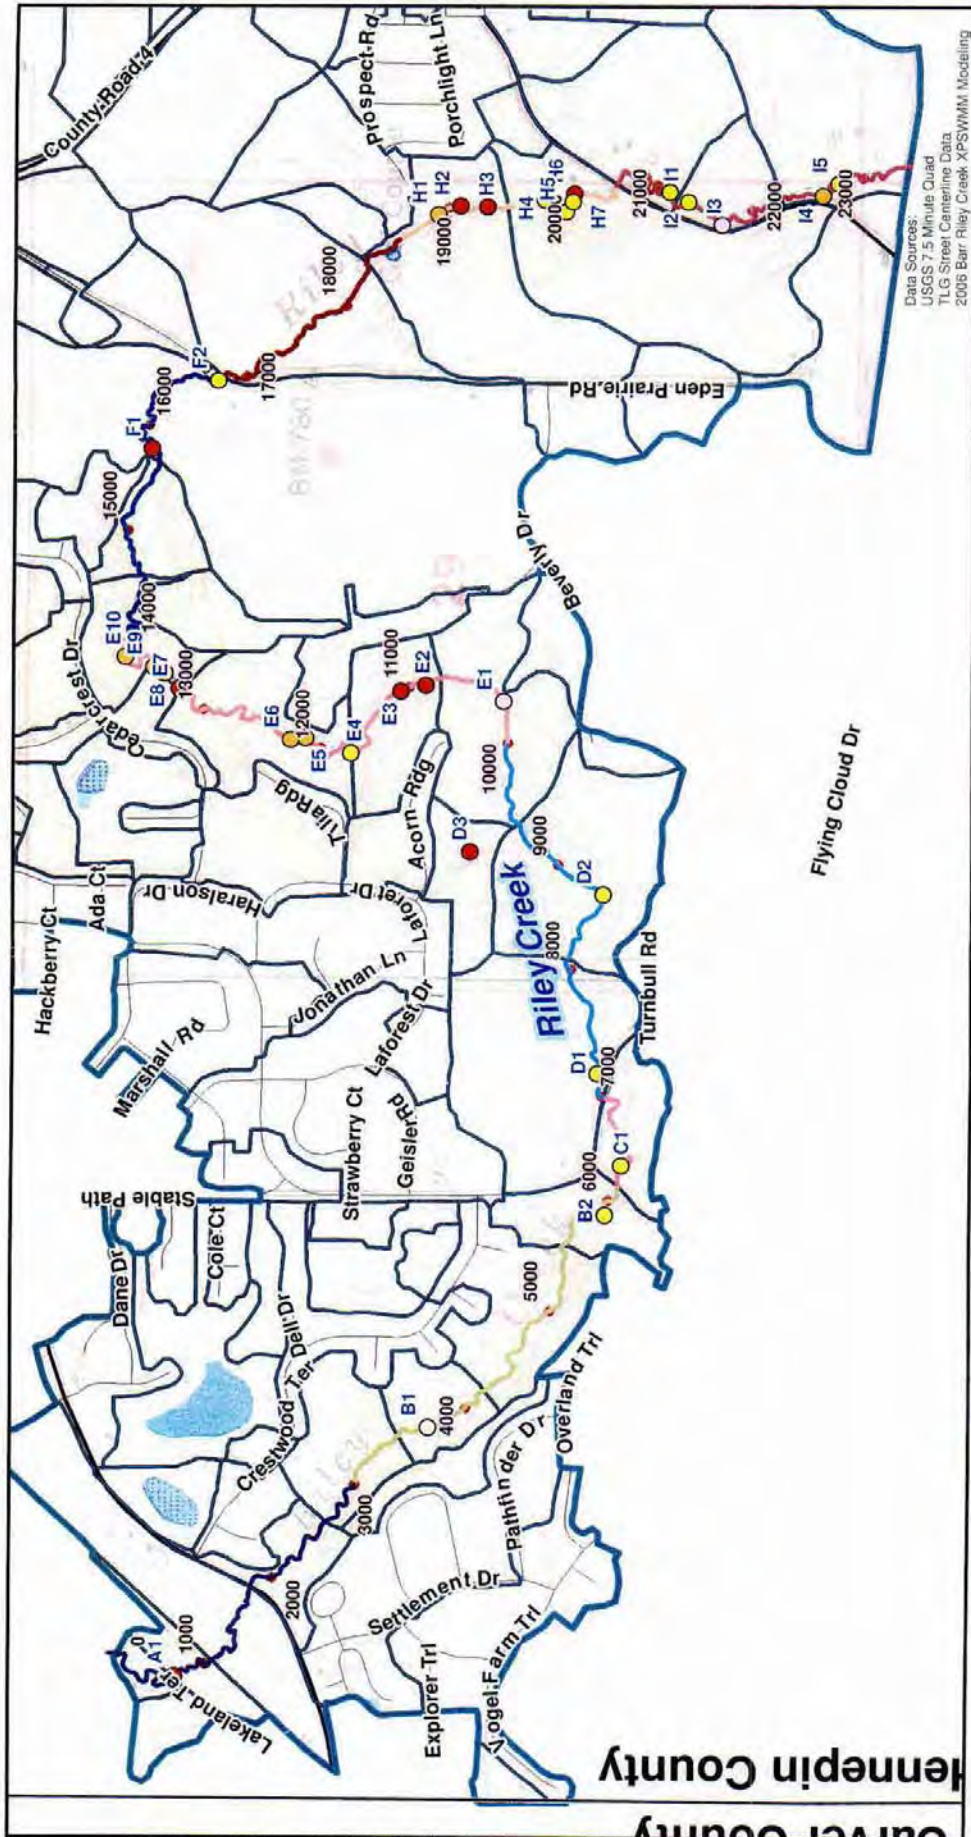 County Road 4
Prospect Rd
Porchlight Ln
H1
H2
19000
H3
18000
H4
H5
H6
20000
H7
21000
I1
I2
I3
22000
I4
I5
23000
Data Sources:
USGS 7.5 Minute Quad
TLG Street Centerline Data
2006 Barr Riley Creek XPSWMM Modeling
F2
17000
16000
F1
15000
Eden Prairie Rd
BM 780
Beverly Dr
14000
E10
E9
E8
E7
13000
Cedarcrest Dr
E6
12000
E5
E4
11000
E3
E2
E1
10000
Tilia Rdg
Acorn Rdg
D3
9000
D2
Riley Creek
8000
Turnbull Rd
D1
7000
C1
6000
B2
5000
Flying Cloud Dr
Hackberry Ct
Ada Ct
Haralson Dr
Laforet Dr
Jonathan Ln
Laforest Dr
Marshall Rd
Strawberry Ct
Geisler Rd
Stable Path
Dane Dr
Cole Ct
Dell Dr
Crestwood Ter
B1
4000
3000
Overland Trl
Pathfinder Dr
Settlement Dr
2000
Explorer Trl
Vogel Farm Trl
0
A1
1000
Lakeland Ter
Hennepin County
Carver County